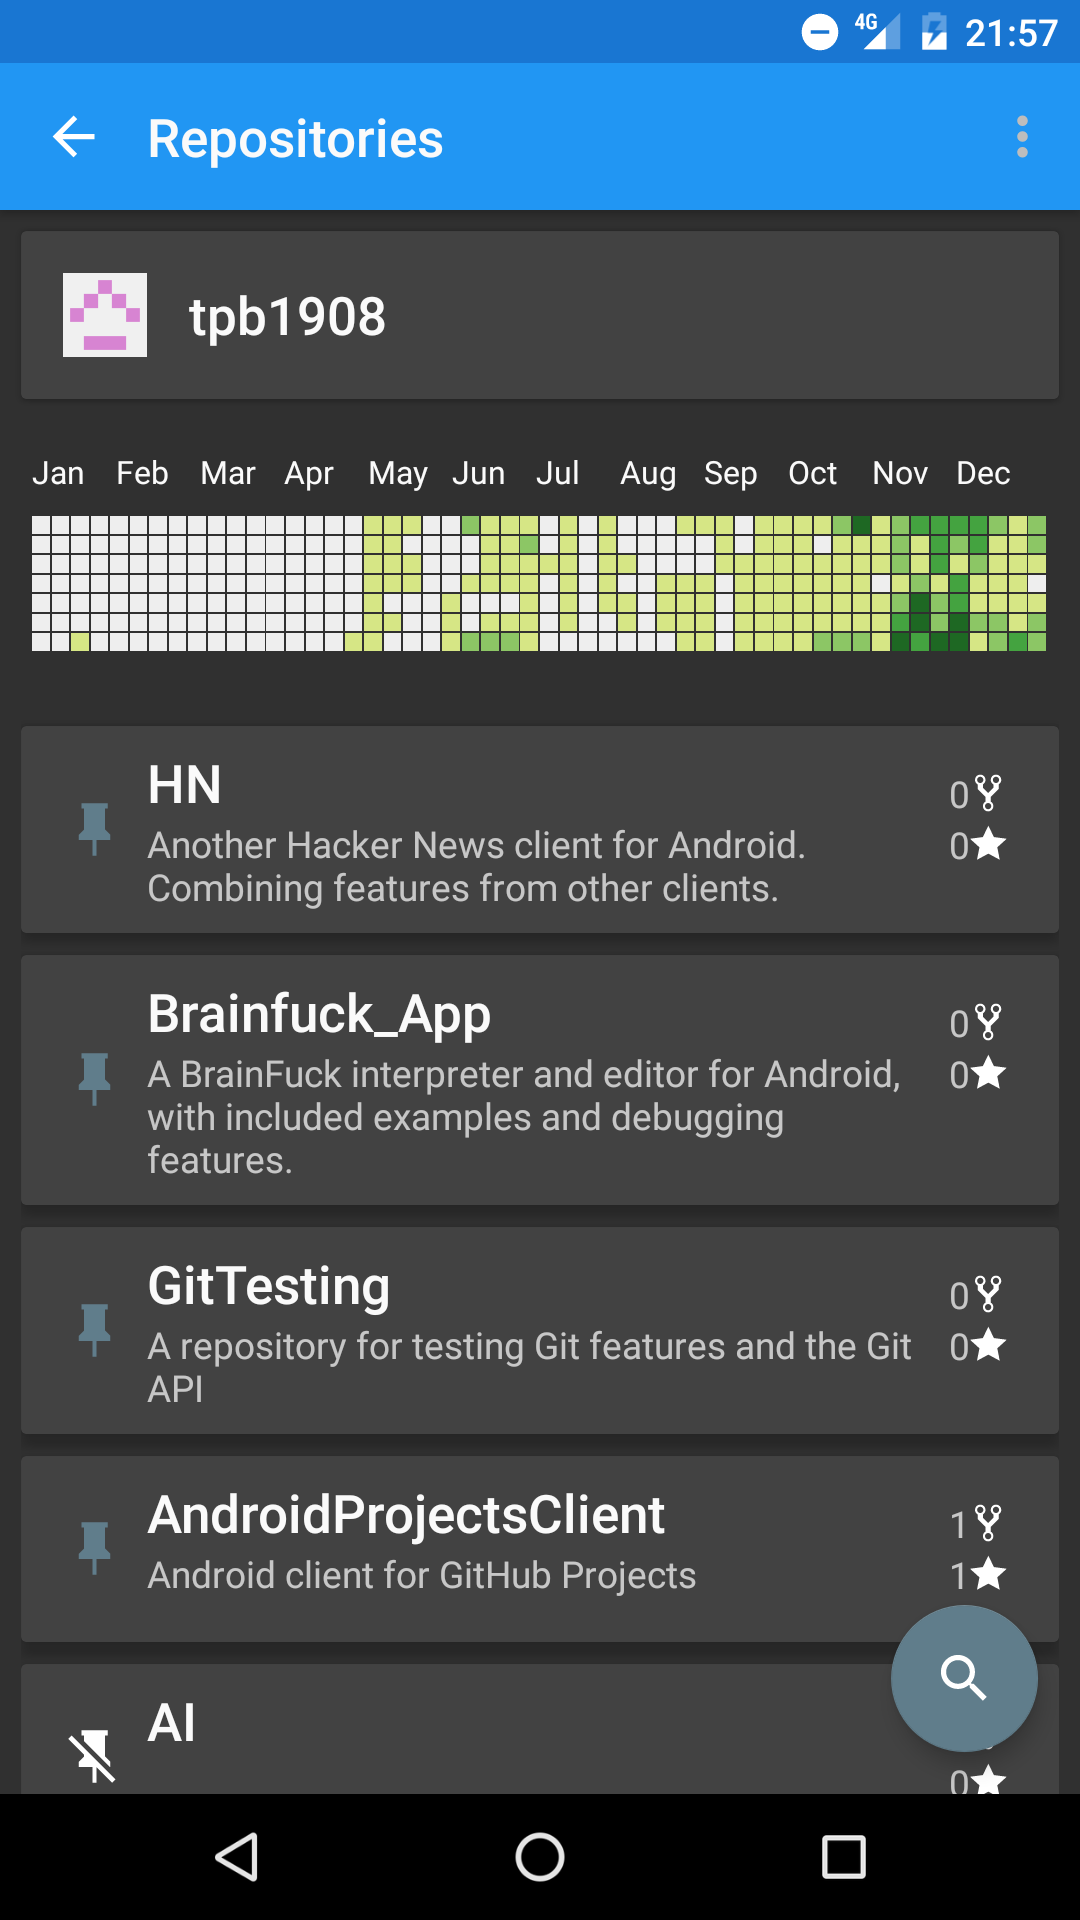 4G 21:57
Repositories
tpb1908
Jan Feb Mar Apr May Jun Jul Aug Sep Oct Nov Dec
HN
0
Another Hacker News client for Android.
0
Combining features from other clients.
Brainfuck_App
0
A BrainFuck interpreter and editor for Android,
0
with included examples and debugging
features.
GitTesting
0
A repository for testing Git features and the Git
0
API
AndroidProjectsClient
1
Android client for GitHub Projects
1
AI
0